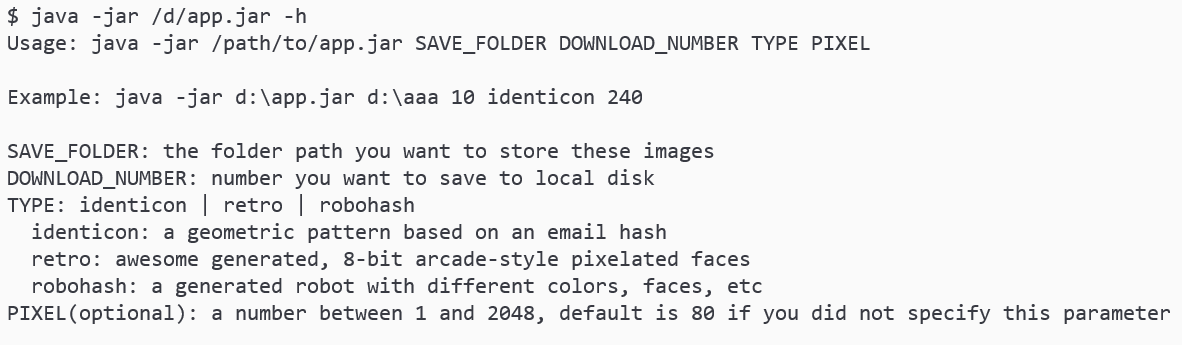 $ java -jar /d/app.jar -h
Usage: java -jar /path/to/app.jar SAVE_FOLDER DOWNLOAD_NUMBER TYPE PIXEL
Example: java -jar d:\app.jar d:\aaa 10 identicon 240
SAVE_FOLDER: the folder path you want to store these images
DOWNLOAD_NUMBER: number you want to save to local disk
TYPE: identicon | retro | robohash
  identicon: a geometric pattern based on an email hash
  retro: awesome generated, 8-bit arcade-style pixelated faces
  robohash: a generated robot with different colors, faces, etc
PIXEL(optional): a number between 1 and 2048, default is 80 if you did not specify this parameter